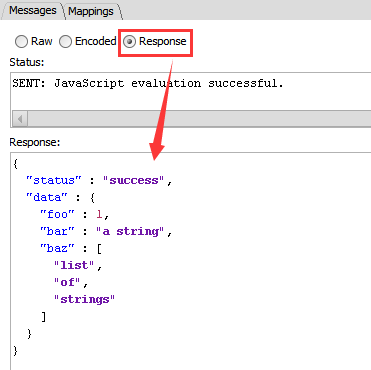 Messages Mappings
Raw Encoded Response
Status:
SENT: JavaScript evaluation successful.
Response:
{
  "status" : "success",
  "data" : {
    "foo" : 1,
    "bar" : "a string",
    "baz" : [
      "list",
      "of",
      "strings"
    ]
  }
}